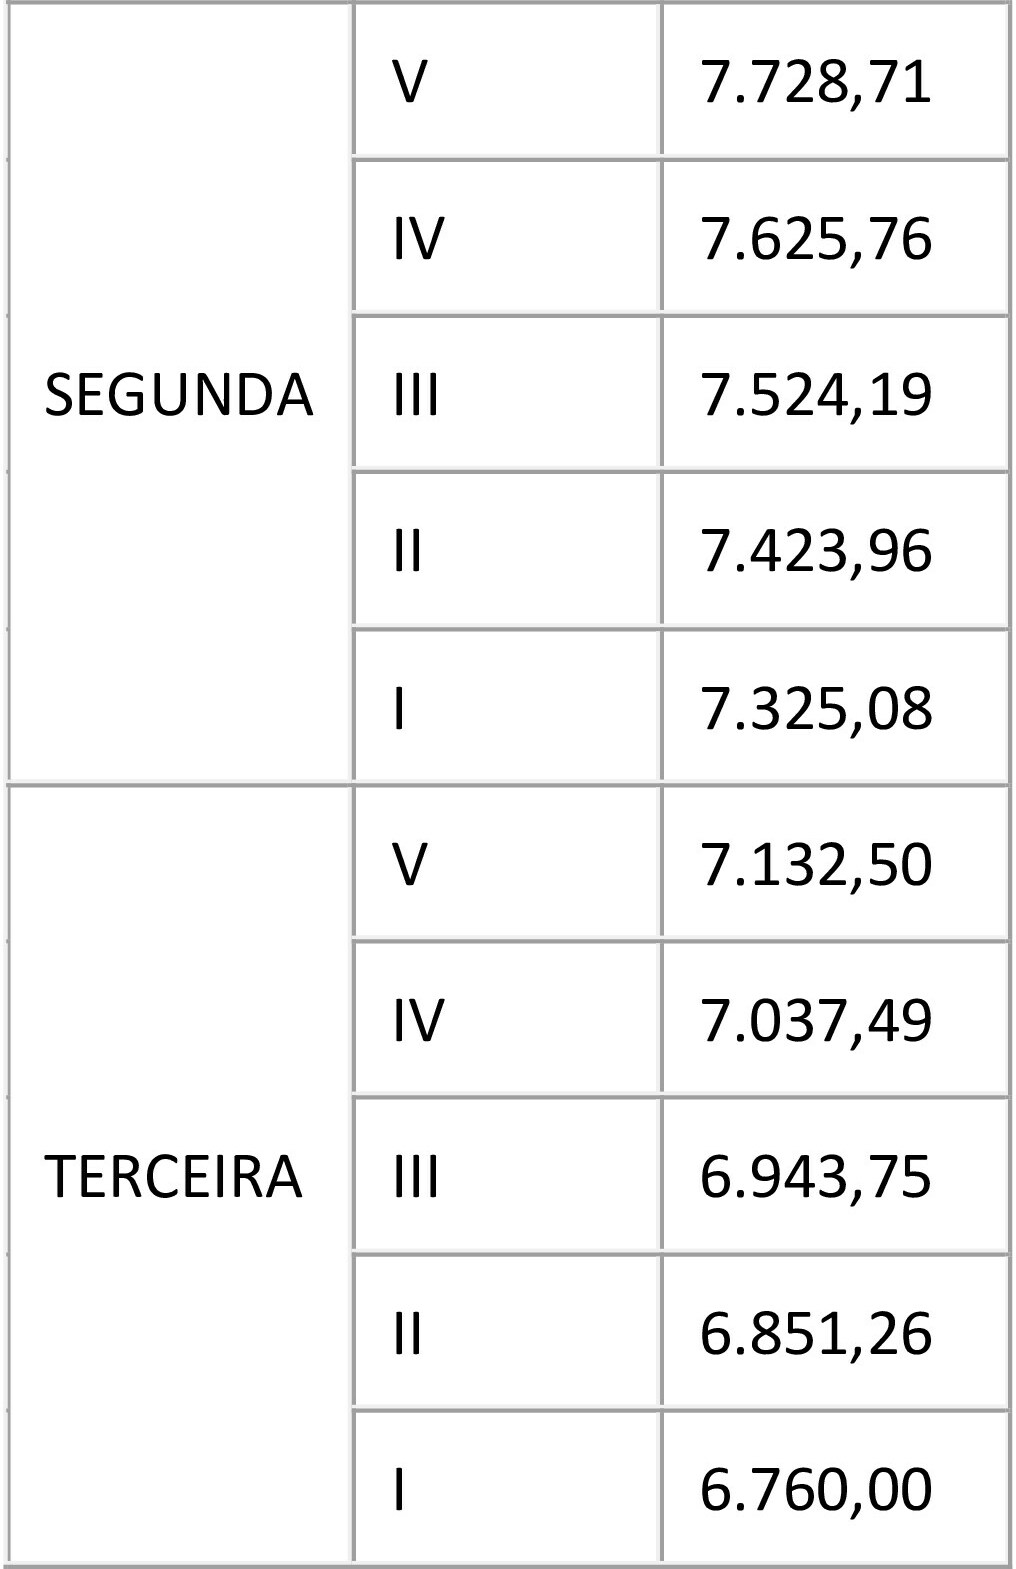 SEGUNDA
V 7.728,71
IV 7.625,76
III 7.524,19
II 7.423,96
I 7.325,08
TERCEIRA
V 7.132,50
IV 7.037,49
III 6.943,75
II 6.851,26
I 6.760,00